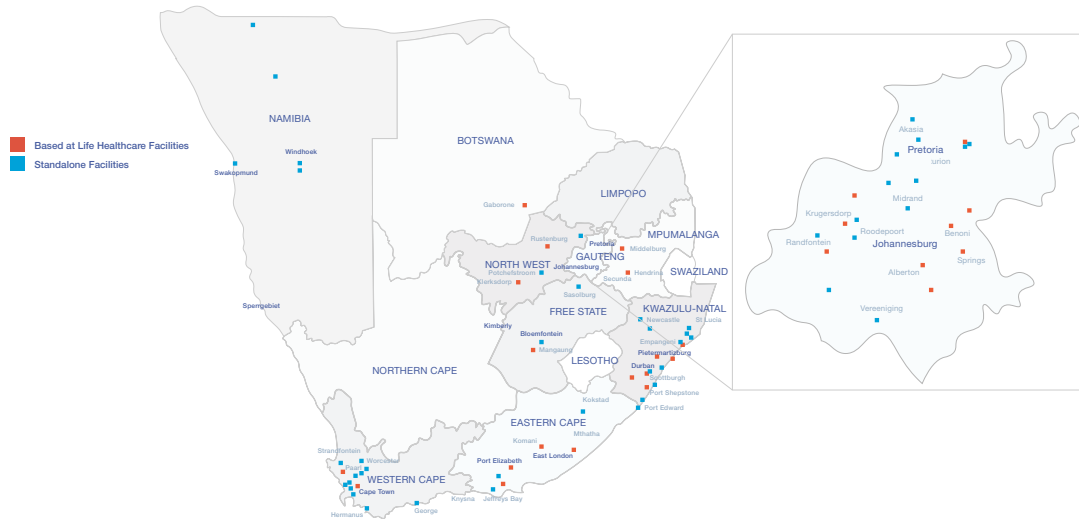 NAMIBIA
Based at Life Healthcare Facilities
Standalone Facilities
Windhoek
Swakopmund
BOTSWANA
Gaborone
LIMPOPO
Rustenburg
Pretoria
MPUMALANGA
Middelburg
GAUTENG
NORTH WEST
Johannesburg
Potchefstroom
Klerksdorp
Hendrina
Secunda
SWAZILAND
Sasolburg
Sperrgebiet
FREE STATE
KWAZULU-NATAL
Newcastle
St Lucia
Kimberly
Bloemfontein
Mangaung
Empangeni
Pietermaritzburg
LESOTHO
Durban
NORTHERN CAPE
Scottburgh
Port Shepstone
Kokstad
Port Edward
EASTERN CAPE
Mthatha
Komani
East London
Strandfontein
Worcester
Paarl
Port Elizabeth
WESTERN CAPE
Cape Town
Knysna
Jeffreys Bay
George
Hermanus
Akasia
Pretoria
urion
Midrand
Krugersdorp
Roodepoort
Benoni
Randfontein
Johannesburg
Springs
Alberton
Vereeniging